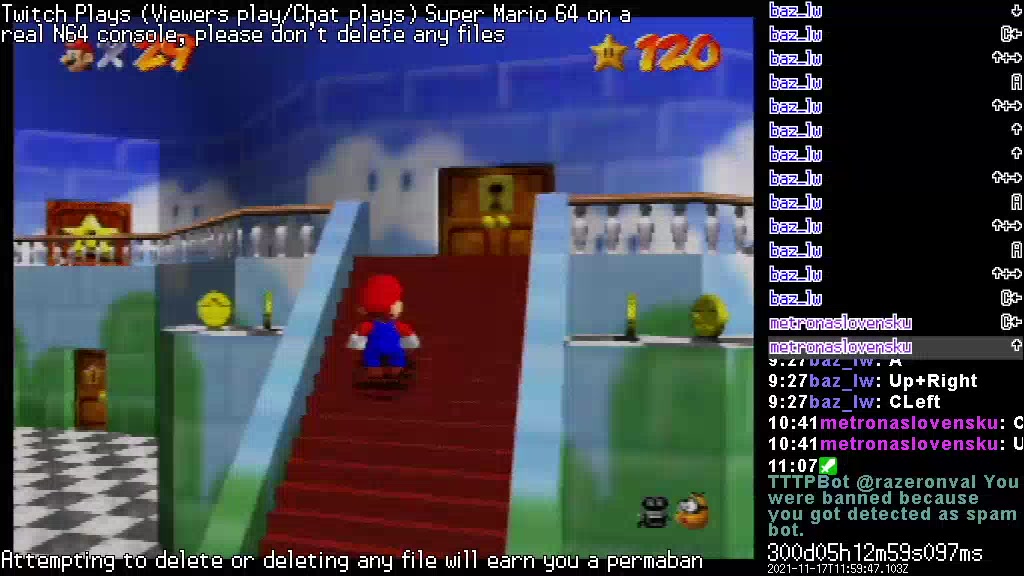 Twitch Plays (Viewers play/Chat plays) Super Mario 64 on a
real N64 console, please don't delete any files
29
120
baz_lw ↓
baz_lw C←
baz_lw ↑+→
baz_lw A
baz_lw ↑+→
baz_lw ↑
baz_lw ↑
baz_lw ↑+→
baz_lw A
baz_lw ↑+→
baz_lw A
baz_lw ↑+→
baz_lw C←
metronaslovensku C←
metronaslovensku ↑
9:27baz_lw: A
9:27baz_lw: Up+Right
9:27baz_lw: CLeft
10:41metronaslovensku: C
10:41metronaslovensku: U
11:07
TTTPBot @razeronval You
were banned because
you got detected as spam
bot.
300d05h12m59s097ms
2021-11-17T11:59:47.103Z
Attempting to delete or deleting any file will earn you a permaban